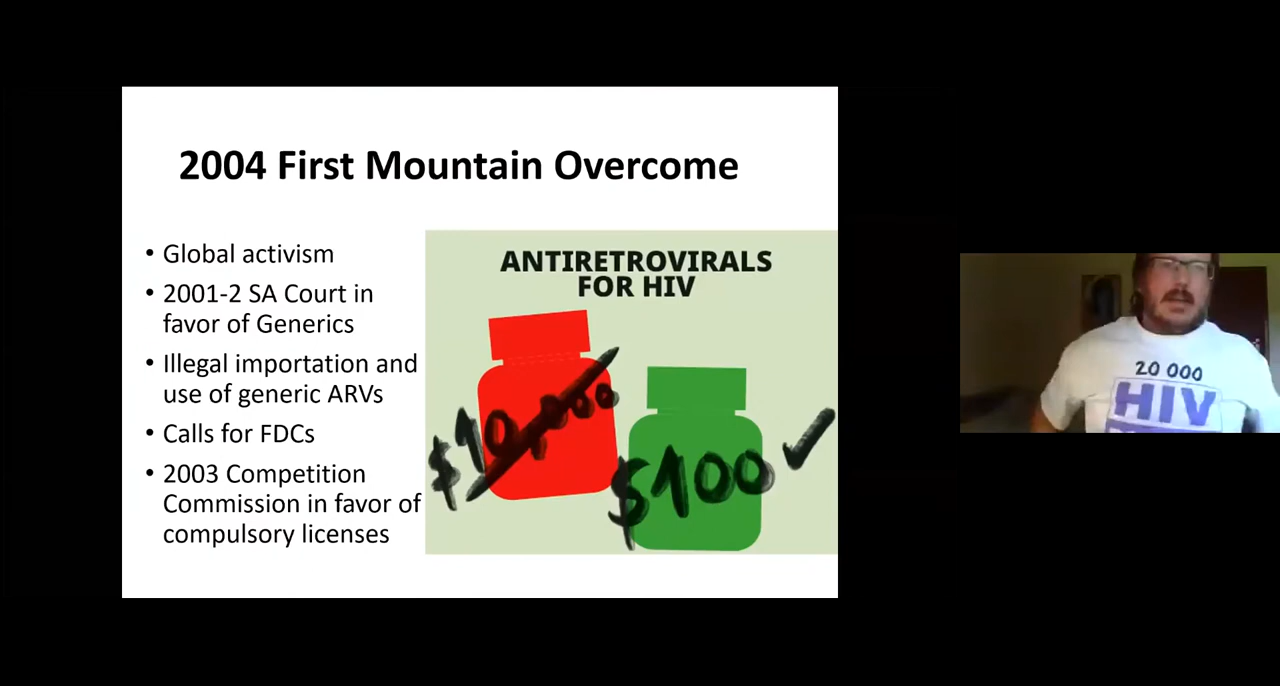 2004 First Mountain Overcome
• Global activism
• 2001-2 SA Court in
favor of Generics
• Illegal importation and
use of generic ARVs
• Calls for FDCs
• 2003 Competition
Commission in favor of
compulsory licenses
ANTIRETROVIRALS
FOR HIV
$10,000
$100
20 000
HIV